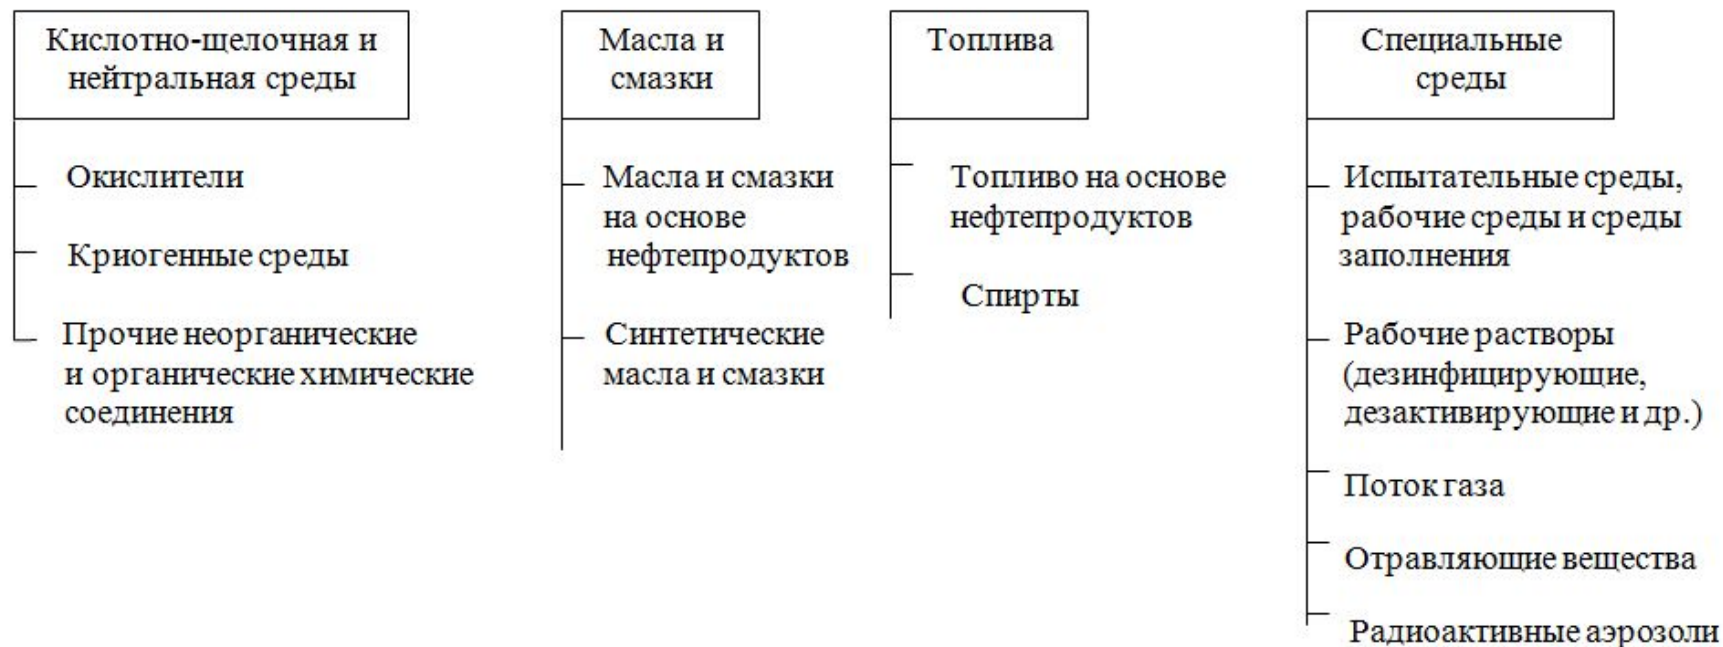 Кислотно-щелочная и
нейтральная среды
Окислители
Криогенные среды
Прочие неорганические
и органические химические
соединения
Масла и
смазки
Масла и смазки
на основе
нефтепродуктов
Синтетические
масла и смазки
Топлива
Топливо на основе
нефтепродуктов
Спирты
Специальные
среды
Испытательные среды,
рабочие среды и среды
заполнения
Рабочие растворы
(дезинфицирующие,
дезактивирующие и др.)
Поток газа
Отравляющие вещества
Радиоактивные аэрозоли